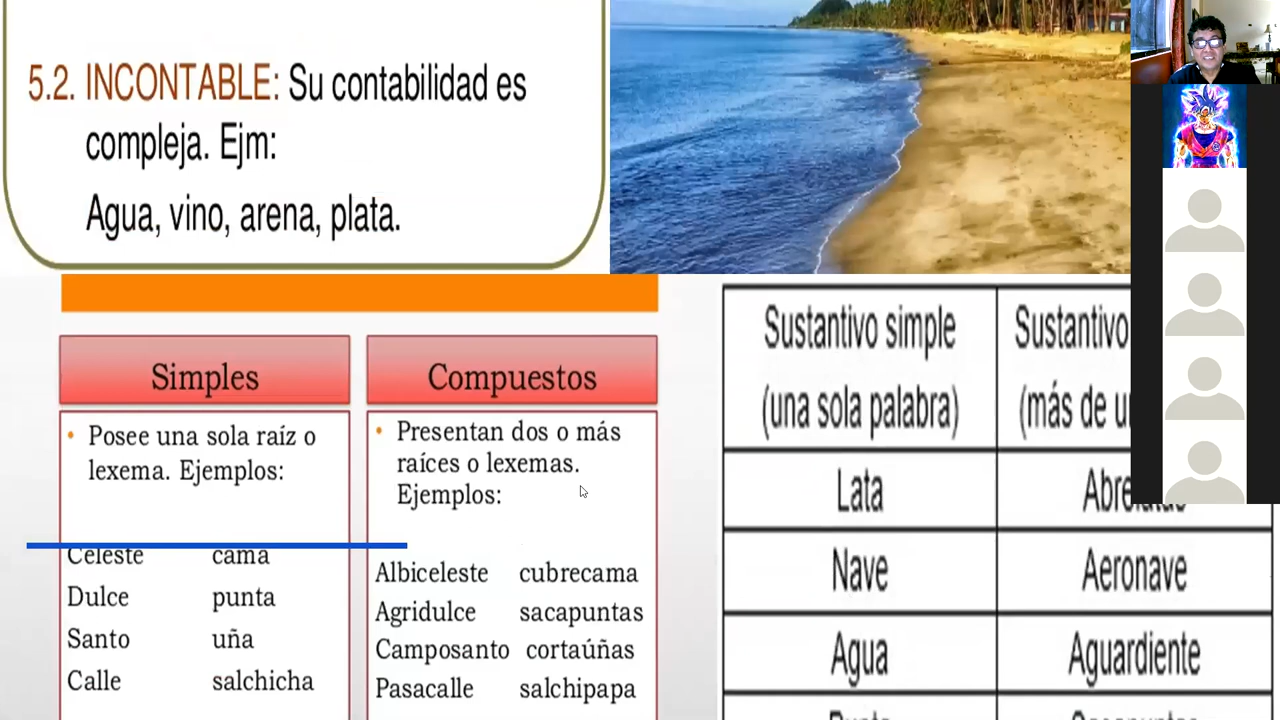 5.2. INCONTABLE: Su contabilidad es
compleja. Ejm:
Agua, vino, arena, plata.
Simples
• Posee una sola raíz o
lexema. Ejemplos:
Celeste cama
Dulce punta
Santo uña
Calle salchicha
Compuestos
• Presentan dos o más
raíces o lexemas.
Ejemplos:
Albiceleste cubrecama
Agridulce sacapuntas
Camposanto cortaúñas
Pasacalle salchipapa
Sustantivo simple
(una sola palabra)
Sustantivo
(más de
Lata
Nave Aeronave
Agua Aguardiente